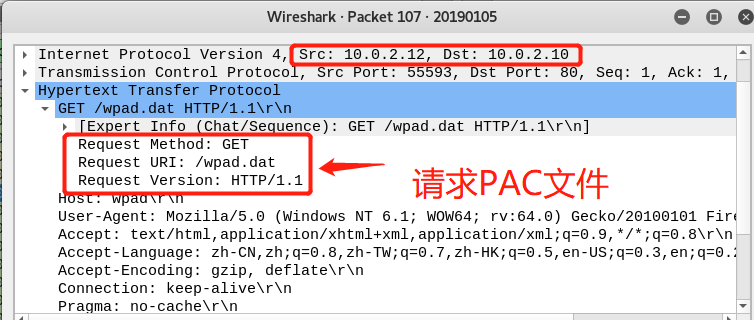 Wireshark · Packet 107 · 20190105
Internet Protocol Version 4, Src: 10.0.2.12, Dst: 10.0.2.10
Transmission Control Protocol, Src Port: 55593, Dst Port: 80, Seq: 1, Ack: 1,
Hypertext Transfer Protocol
GET /wpad.dat HTTP/1.1\r\n
[Expert Info (Chat/Sequence): GET /wpad.dat HTTP/1.1\r\n]
Request Method: GET
Request URI: /wpad.dat
Request Version: HTTP/1.1
请求PAC文件
Host: wpad\r\n
User-Agent: Mozilla/5.0 (Windows NT 6.1; WOW64; rv:64.0) Gecko/20100101 Fire
Accept: text/html,application/xhtml+xml,application/xml;q=0.9,*/*;q=0.8\r\n
Accept-Language: zh-CN,zh;q=0.8,zh-TW;q=0.7,zh-HK;q=0.5,en-US;q=0.3,en;q=0.2
Accept-Encoding: gzip, deflate\r\n
Connection: keep-alive\r\n
Pragma: no-cache\r\n